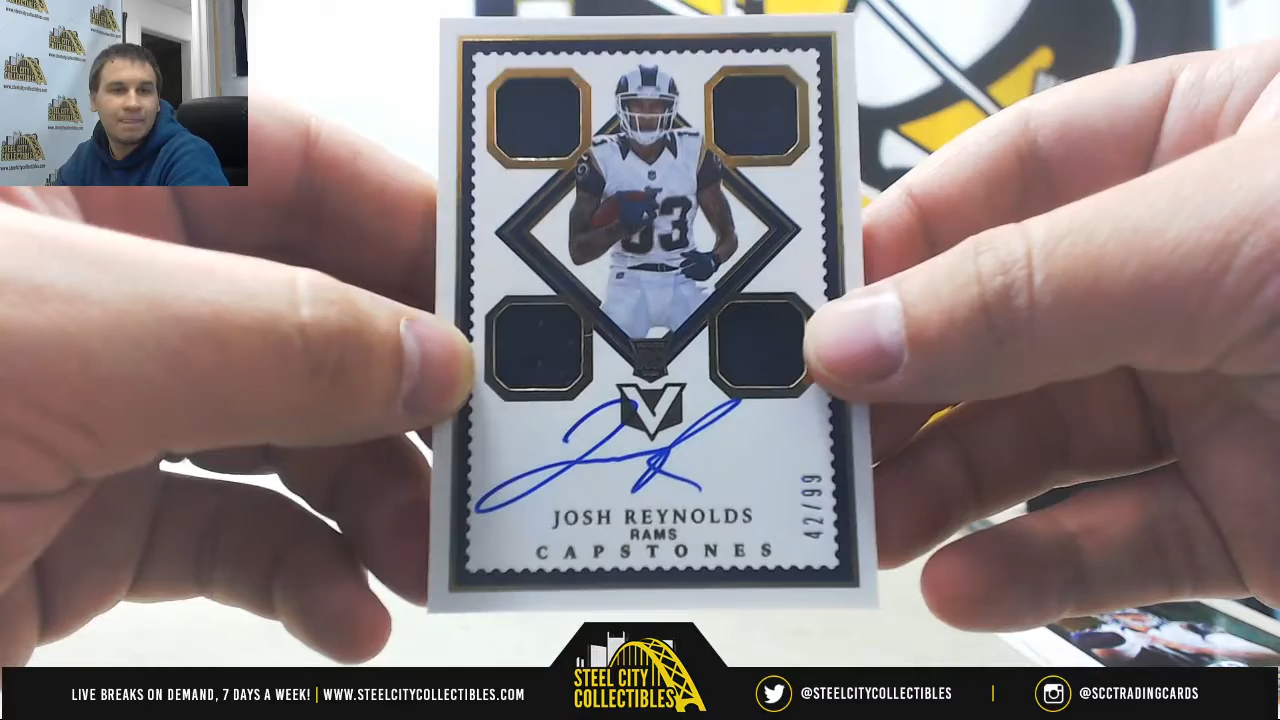 83
V
JOSH REYNOLDS
RAMS
CAPSTONES
42/99
STEEL CITY
COLLECTIBLES
LIVE BREAKS ON DEMAND, 7 DAYS A WEEK! | WWW.STEELCITYCOLLECTIBLES.COM
@STEELCITYCOLLECTIBLES
@SCCTRADINGCARDS